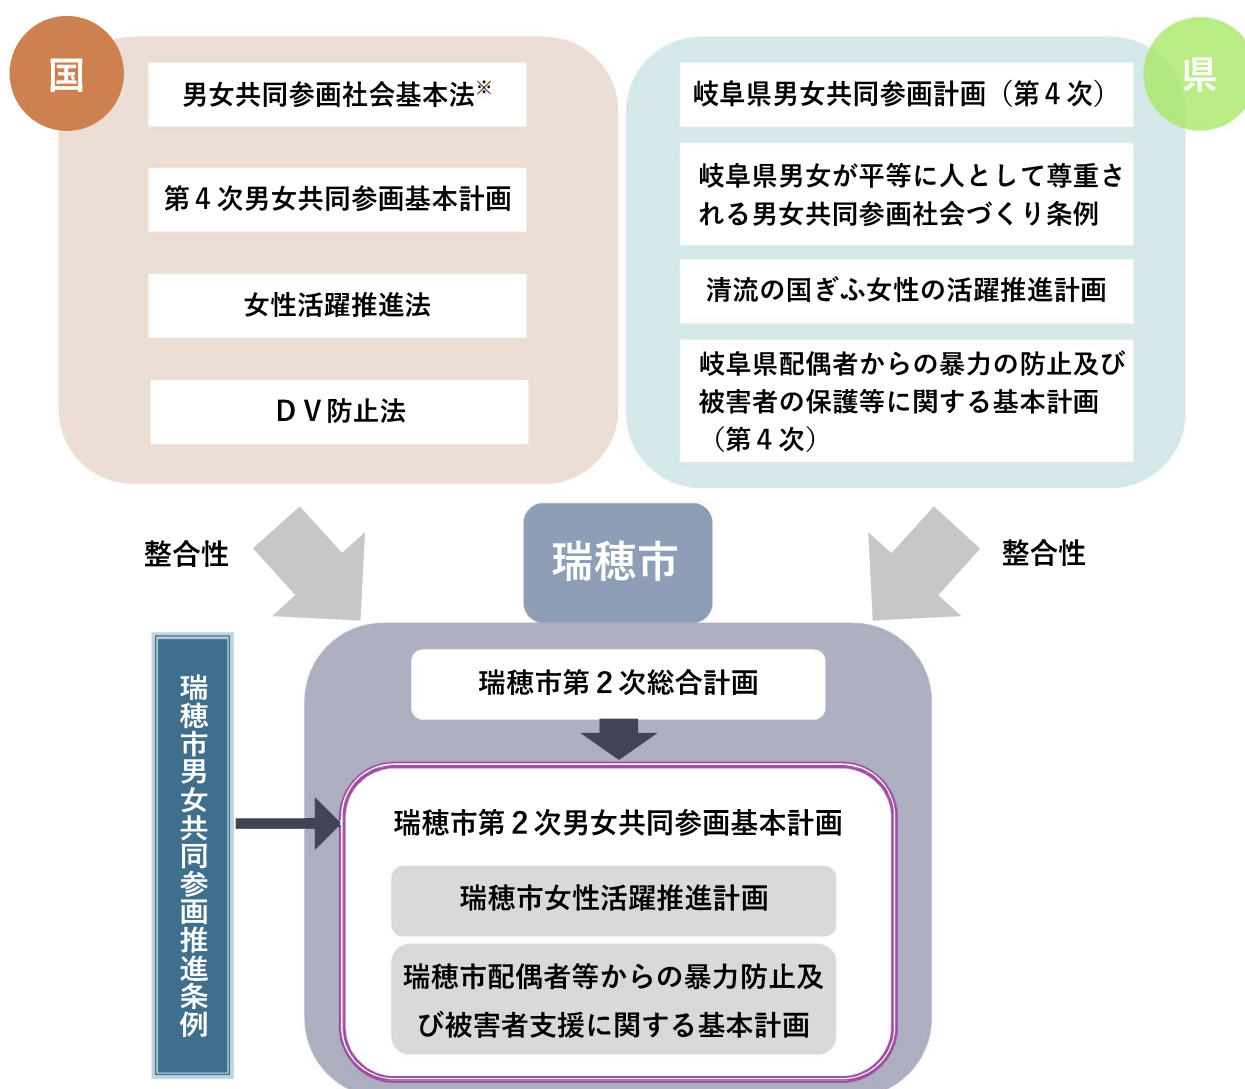 国
男女共同参画社会基本法※
第４次男女共同参画基本計画
女性活躍推進法
ＤＶ防止法
県
岐阜県男女共同参画計画（第４次）
岐阜県男女が平等に人として尊重さ
れる男女共同参画社会づくり条例
清流の国ぎふ女性の活躍推進計画
岐阜県配偶者からの暴力の防止及び
被害者の保護等に関する基本計画
（第４次）
整合性
瑞穂市
整合性
瑞穂市男女共同参画推進条例
瑞穂市第２次総合計画
瑞穂市第２次男女共同参画基本計画
瑞穂市女性活躍推進計画
瑞穂市配偶者等からの暴力防止及
び被害者支援に関する基本計画